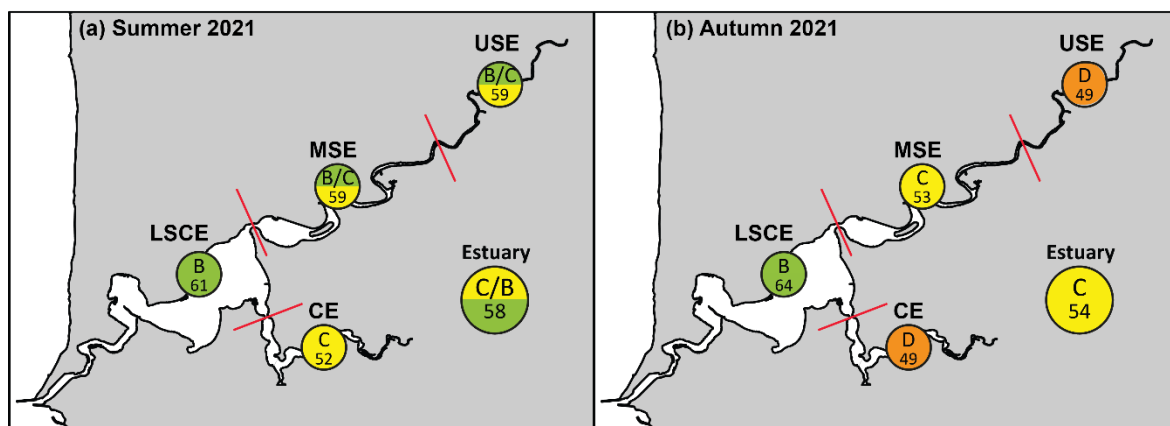 (a) Summer 2021
USE
B/C
59
MSE
B/C
59
LSCE
B
61
Estuary
C/B
58
CE
C
52
(b) Autumn 2021
USE
D
49
MSE
C
53
LSCE
B
64
Estuary
C
54
CE
D
49